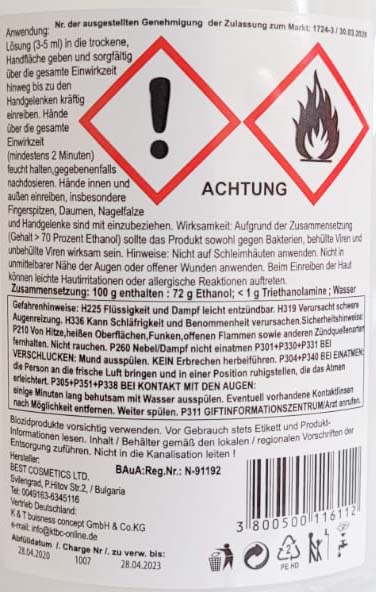 Nr. der ausgestellten Genehmigung der Zulassung zum Markt: 1724-3 / 30.03.2020
Anwendung:
Lösung (3-5 ml) in die trockene,
Handfläche geben und sorgfältig
über die gesamte Einwirkzeit
hinweg bis zu den
Handgelenken kräftig
einreiben. Hände
über die gesamte
Einwirkzeit
(mindestens 2 Minuten)
feucht halten,gegebenenfalls
nachdosieren. Hände innen und
außen einreiben, insbesondere
Fingerspitzen, Daumen, Nagelfalze
ACHTUNG
und Handgelenke sind mit einzubeziehen. Wirksamkeit: Aufgrund der Zusammensetzung
(Gehalt > 70 Prozent Ethanol) sollte das Produkt sowohl gegen Bakterien, behüllte Viren und
unbehüllte Viren wirksam sein. Hinweise: Nicht auf Schleimhäuten anwenden. Nicht in
unmittelbarer Nähe der Augen oder offener Wunden anwenden. Beim Einreiben der Haut
können leichte Hautirritationen oder allergische Reaktionen auftreten.
Zusammensetzung: 100 g enthalten : 72 g Ethanol; < 1 g Triethanolamine ; Wasser
Gefahrenhinweise: H225 Flüssigkeit und Dampf leicht entzündbar. H319 Verursacht schwere
Augenreizung. H336 Kann Schläfrigkeit und Benommenheit verursachen.Sicherheitshinweise:
P210 Von Hitze,heißen Oberflächen,Funken,offenen Flammen sowie anderen Zündquellenarten
fernhalten. Nicht rauchen. P260 Nebel/Dampf nicht einatmen P301+P330+P331 BEI
VERSCHLUCKEN: Mund ausspülen. KEIN Erbrechen herbeiführen. P304+P340 BEI EINATMEN:
die Person an die frische Luft bringen und in einer Position ruhigstellen, die das Atmen
erleichtert. P305+P351+P338 BEI KONTAKT MIT DEN AUGEN:
einige Minuten lang behutsam mit Wasser ausspülen. Eventuell vorhandene Kontaktlinsen
nach Möglichkeit entfernen. Weiter spülen. P311 GIFTINFORMATIONSZENTRUM/Arzt anrufen.
Biozidprodukte vorsichtig verwenden. Vor Gebrauch stets Etikett und Produkt-
Informationen lesen. Inhalt / Behälter gemäß den lokalen / regionalen Vorschriften der
Entsorgung zuführen. Nicht in die Kanalisation leiten !
Hersteller:
BEST COSMETICS LTD.
Svilengrad, P.Hitov Str.2, / Bulgaria
Tel: 0049163-6345116
Vertrieb Deutschland:
K & T buisness concept GmbH & Co.KG
e-mail: info@ktbc-online.de
BAuA:Reg.Nr.: N-91192
Abfülldatum / Charge Nr /. zu verw. bis:
28.04.2020 1007 28.04.2023
3 800500 116112
2
PE HD